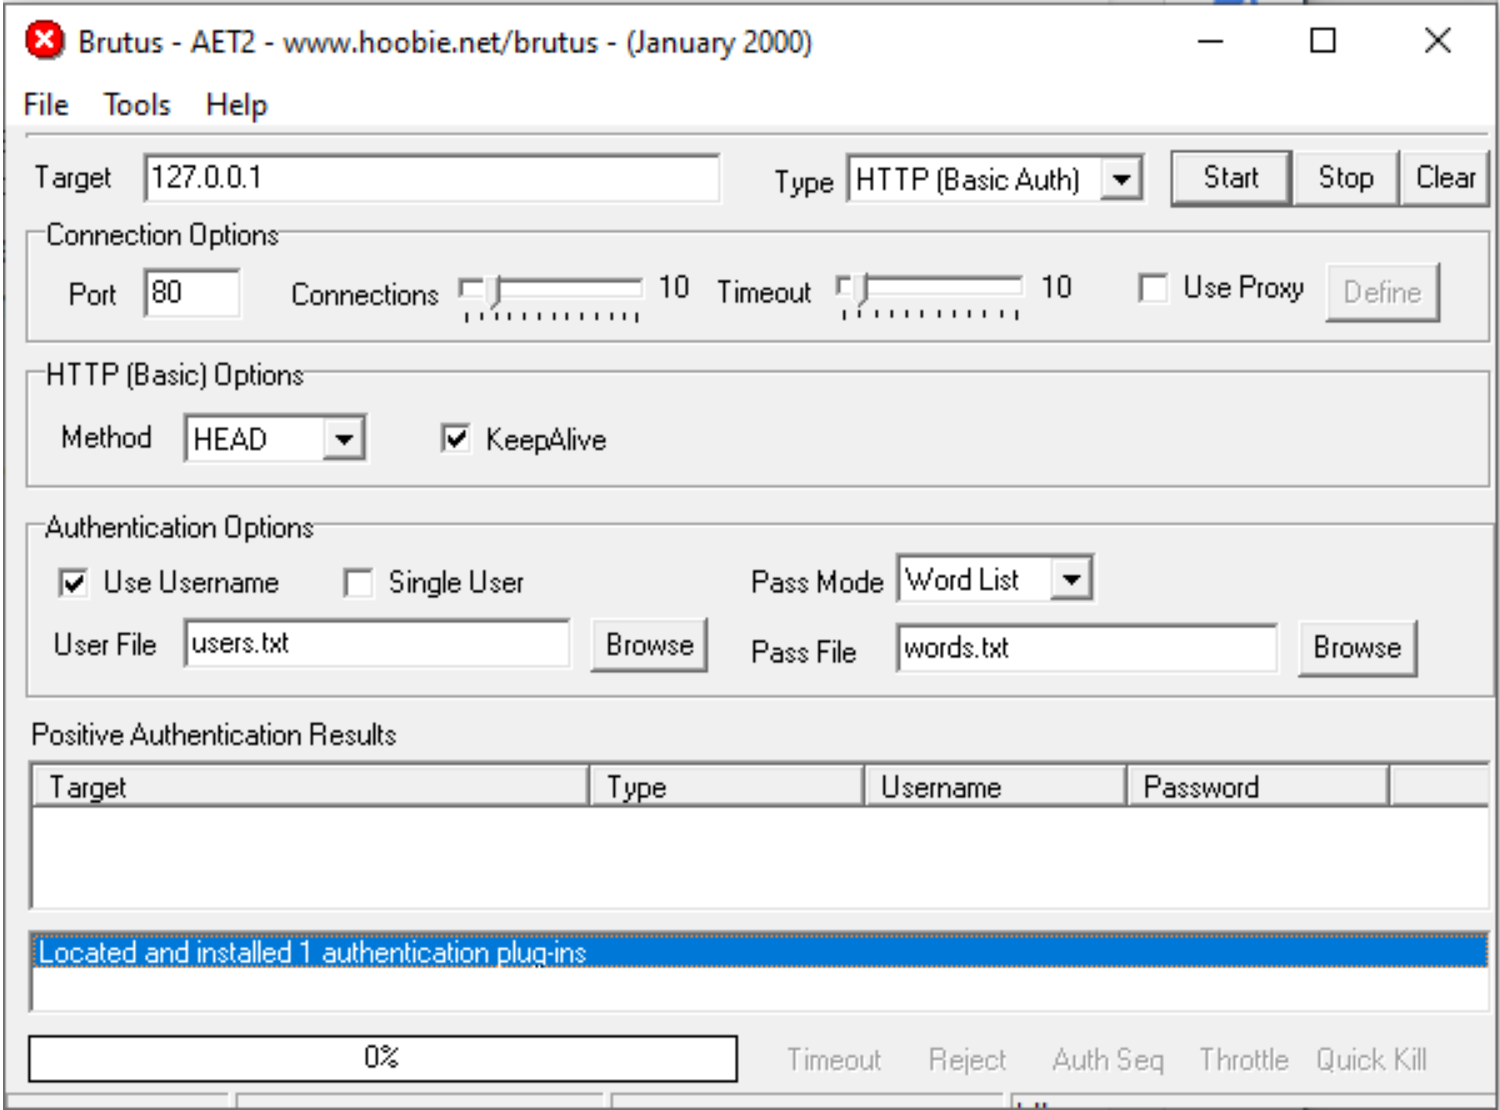 Brutus - AET2 - www.hoobie.net/brutus - (January 2000)
File Tools Help
Target 127.0.0.1 Type HTTP (Basic Auth) Start Stop Clear
Connection Options
Port 80 Connections 10 Timeout 10 Use Proxy Define
HTTP (Basic) Options
Method HEAD KeepAlive
Authentication Options
Use Username Single User Pass Mode Word List
User File users.txt Browse Pass File words.txt Browse
Positive Authentication Results
Target Type Username Password
Located and installed 1 authentication plug-ins
0% Timeout Reject Auth Seq Throttle Quick Kill